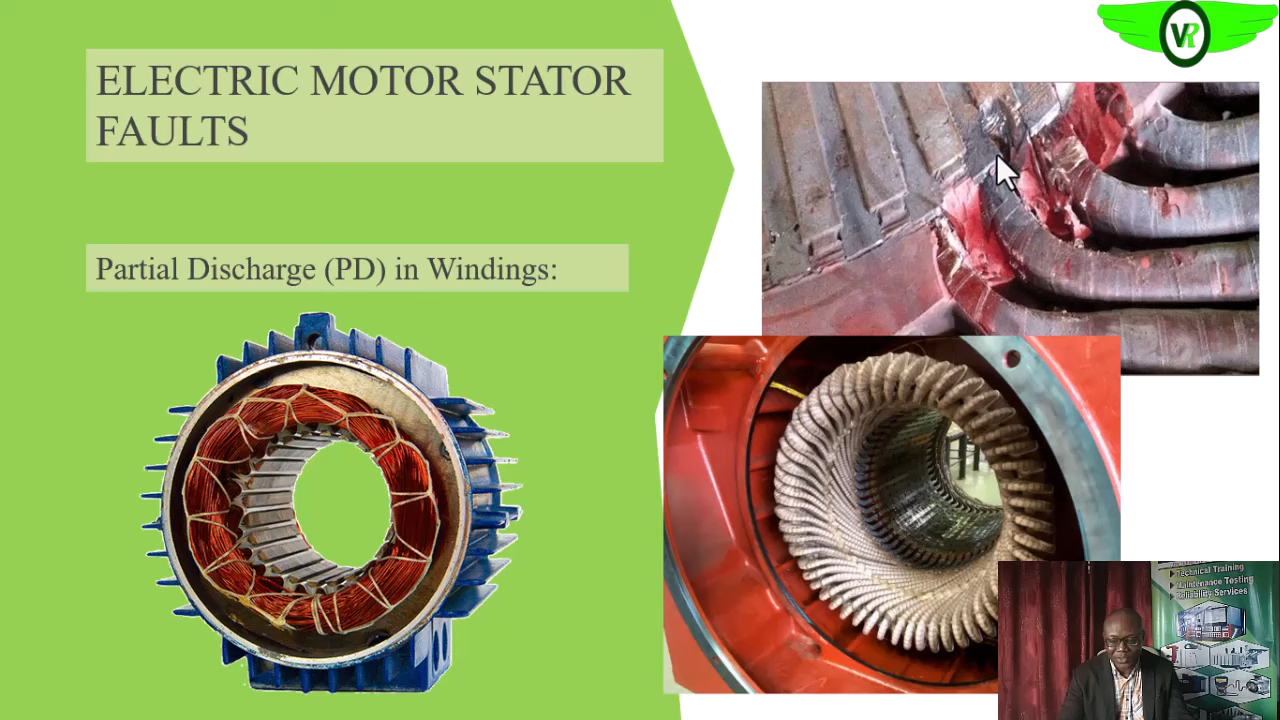 ELECTRIC MOTOR STATOR
FAULTS
VR
Partial Discharge (PD) in Windings:
Technical Training
Maintenance Testing
Reliability Services